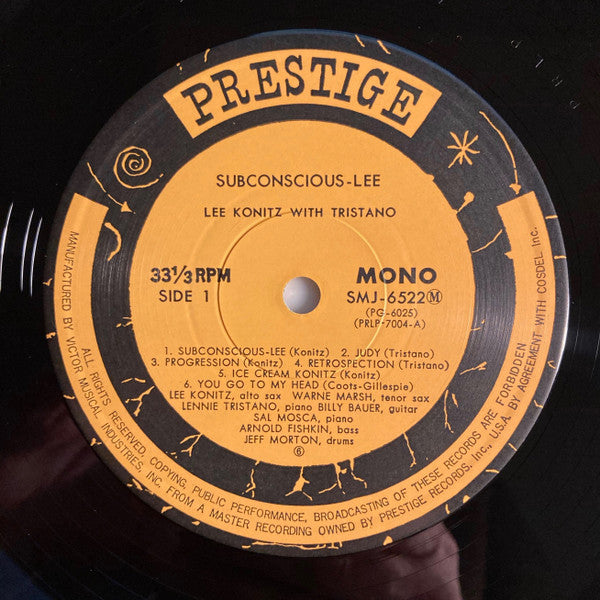 PRESTIGE
SUBCONSCIOUS-LEE
LEE KONITZ WITH TRISTANO
33 1/3 RPM
SIDE 1
MONO
SMJ-6522Ⓜ
(PG-6025)
(PRLP-7004-A)
1. SUBCONSCIOUS-LEE (Konitz) 2. JUDY (Tristano)
3. PROGRESSION (Konitz) 4. RETROSPECTION (Tristano)
5. ICE CREAM KONITZ (Konitz)
6. YOU GO TO MY HEAD (Coots-Gillespie)
LEE KONITZ, alto sax WARNE MARSH, tenor sax
LENNIE TRISTANO, piano BILLY BAUER, guitar
SAL MOSCA, piano
ARNOLD FISHKIN, bass
JEFF MORTON, drums
⑥
MANUFACTURED BY VICTOR MUSICAL INDUSTRIES, INC. FROM A MASTER RECORDING OWNED BY PRESTIGE RECORDS, Inc., U.S.A. BY AGREEMENT WITH COSDEL Inc.
ALL RIGHTS RESERVED, COPYING, PUBLIC PERFORMANCE, BROADCASTING OF THESE RECORDS ARE FORBIDDEN